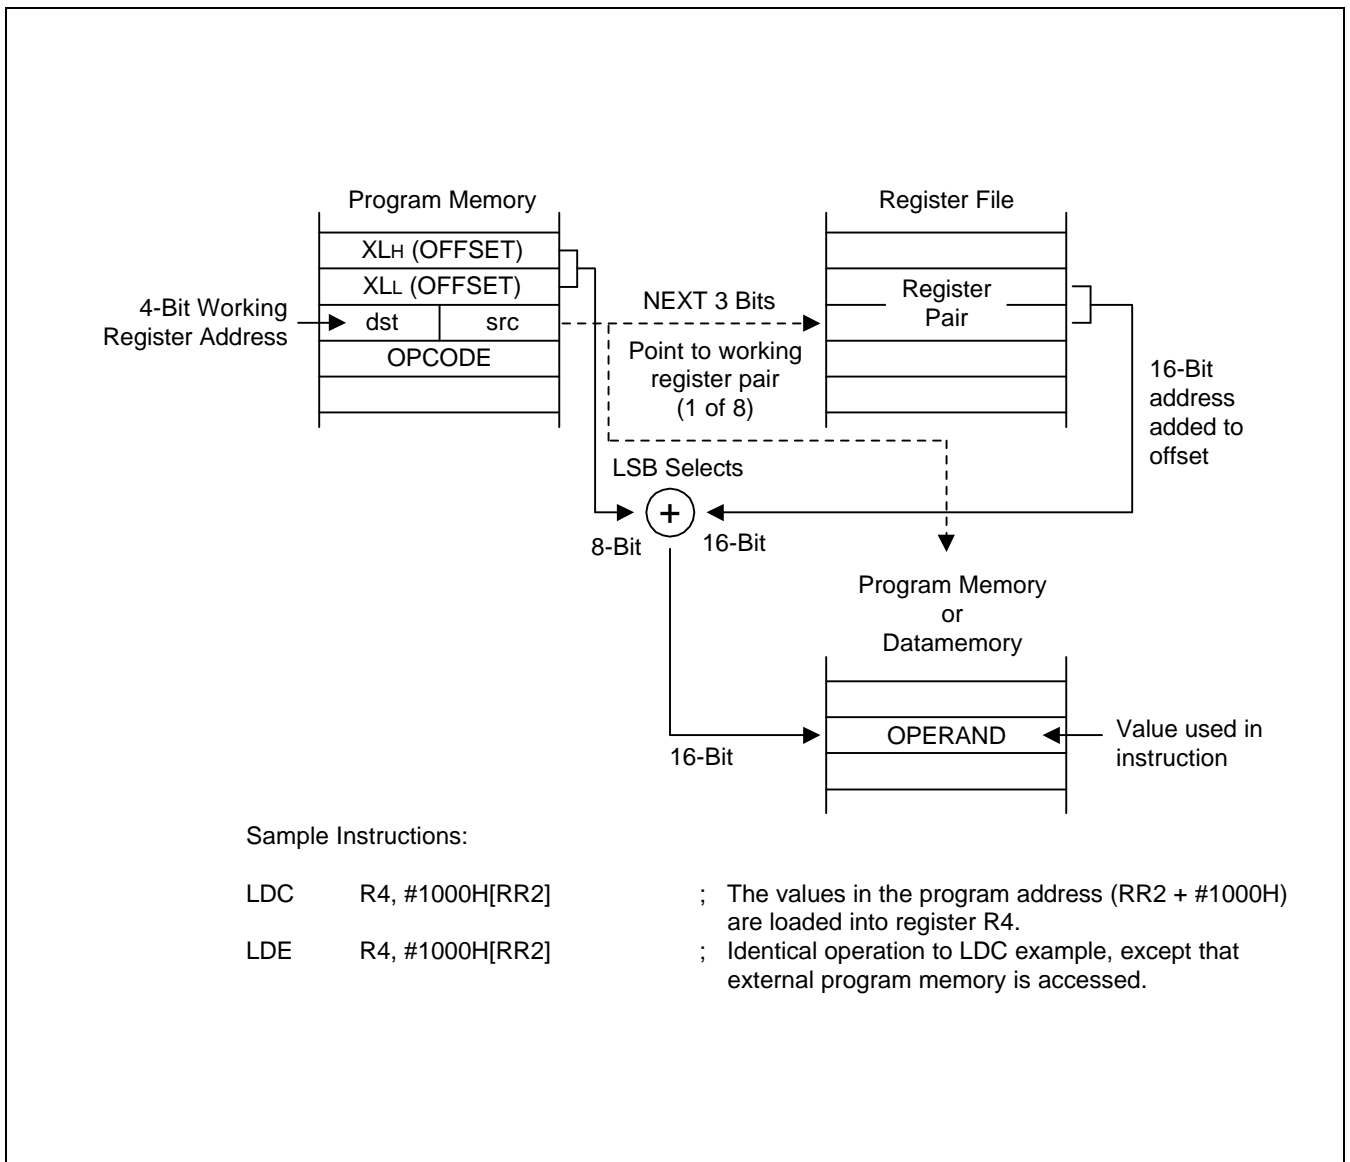 Program Memory
XLH (OFFSET)
XLL (OFFSET)
4-Bit Working
Register Address
dst src
OPCODE
NEXT 3 Bits
Point to working
register pair
(1 of 8)
Register File
Register
Pair
16-Bit
address
added to
offset
LSB Selects
+
8-Bit
16-Bit
Program Memory
or
Datamemory
OPERAND
Value used in
instruction
16-Bit
Sample Instructions:
LDC R4, #1000H[RR2] ; The values in the program address (RR2 + #1000H)
are loaded into register R4.
LDE R4, #1000H[RR2] ; Identical operation to LDC example, except that
external program memory is accessed.